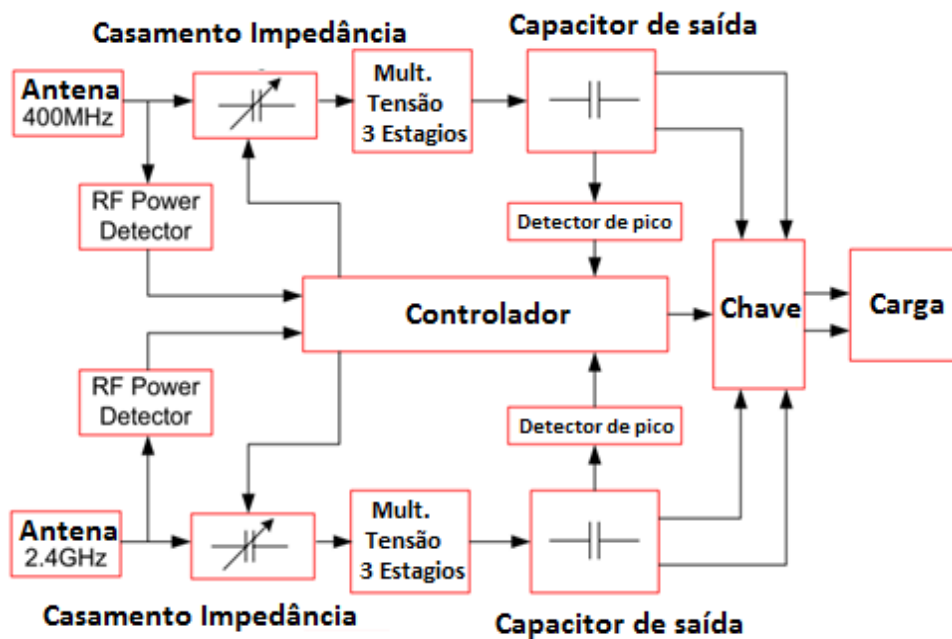 Casamento Impedância
Capacitor de saída
Antena
400MHz
Mult.
Tensão
3 Estagios
RF Power
Detector
Detector de pico
Controlador
Chave
Carga
RF Power
Detector
Detector de pico
Antena
2.4GHz
Mult.
Tensão
3 Estagios
Casamento Impedância
Capacitor de saída